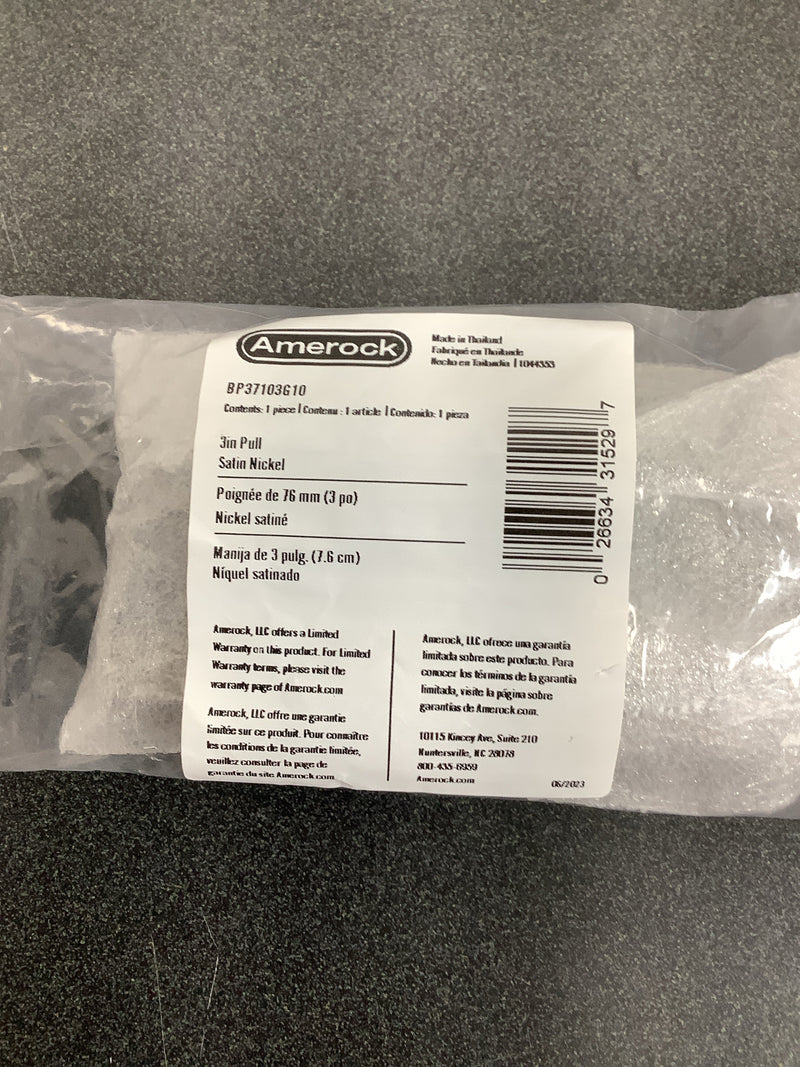 Amerock
Made in Thailand
Fabriqué en Thaïlande
Hecho en Tailandia | 1044353
BP37103G10
Contents: 1 piece | Contenu : 1 article | Contenido: 1 pieza
3in Pull
Satin Nickel
Poignée de 76 mm (3 po)
Nickel satiné
Manija de 3 pulg. (7.6 cm)
Níquel satinado
0 26634 31529 7
Amerock, LLC offers a Limited
Warranty on this product. For Limited
Warranty terms, please visit the
warranty page of Amerock.com
Amerock, LLC offre une garantie
limitée sur ce produit. Pour connaître
les conditions de la garantie limitée,
veuillez consulter la page de
garantie du site Amerock.com
Amerock, LLC ofrece una garantía
limitada sobre este producto. Para
conocer los términos de la garantía
limitada, visite la página sobre
garantías de Amerock.com.
10115 Kincey Ave, Suite 210
Huntersville, NC 28078
800-435-6959
Amerock.com
06/2023